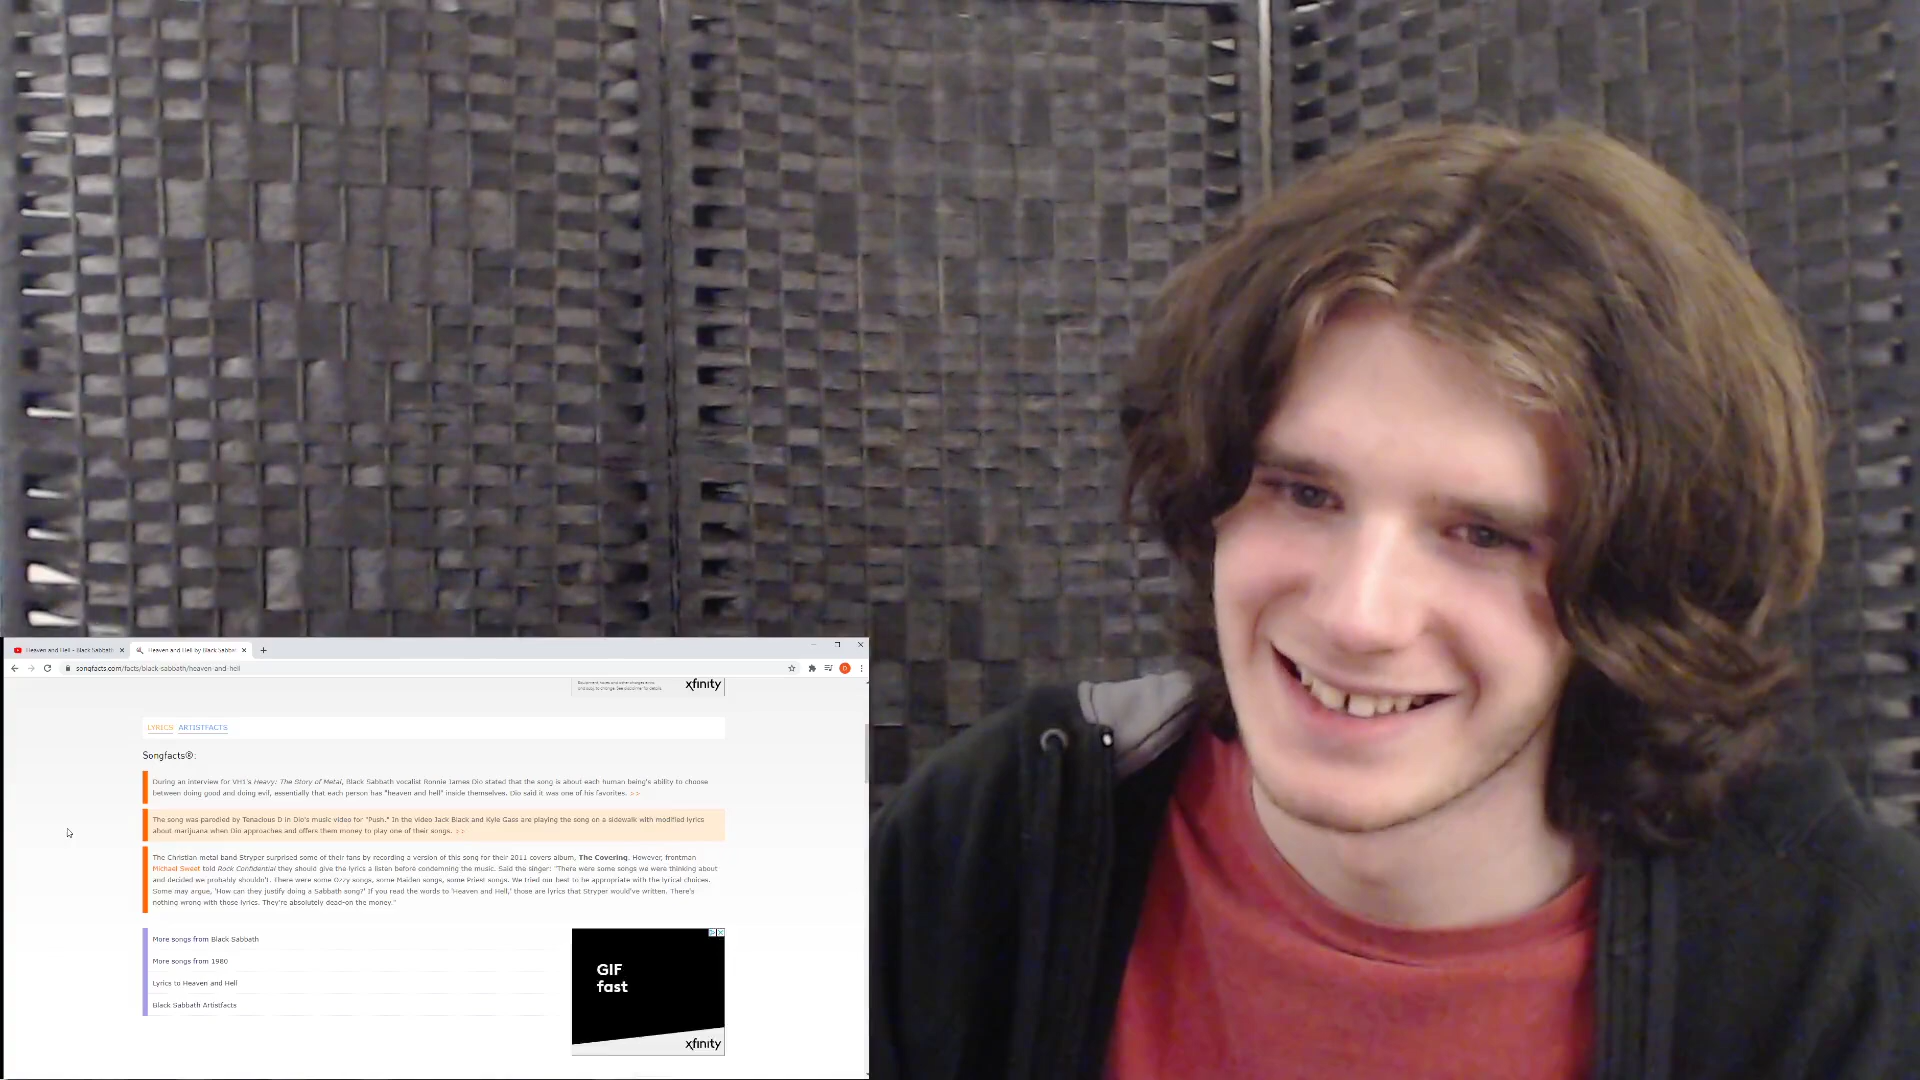 Heaven and Hell - Black Sabbath
Heaven and Hell by Black Sabbat
songfacts.com/facts/black-sabbath/heaven-and-hell
xfinity
LYRICS ARTISTFACTS
Songfacts®:
During an interview for VH1's Heavy: The Story of Metal, Black Sabbath vocalist Ronnie James Dio stated that the song is about each human being's ability to choose
between doing good and doing evil, essentially that each person has "heaven and hell" inside themselves. Dio said it was one of his favorites. >>
The song was parodied by Tenacious D in Dio's music video for "Push." In the video Jack Black and Kyle Gass are playing the song on a sidewalk with modified lyrics
about marijuana when Dio approaches and offers them money to play one of their songs. >>
The Christian metal band Stryper surprised some of their fans by recording a version of this song for their 2011 covers album, The Covering. However, frontman
Michael Sweet told Rock Confidential they should give the lyrics a listen before condemning the music. Said the singer: "There were some songs we were thinking about
and decided we probably shouldn't. There were some Ozzy songs, some Maiden songs, some Priest songs. We tried our best to be appropriate with the lyrical choices.
Some may argue, 'How can they justify doing a Sabbath song?' If you read the words to 'Heaven and Hell,' those are lyrics that Stryper would've written. There's
nothing wrong with those lyrics. They're absolutely dead-on the money."
More songs from Black Sabbath
More songs from 1980
Lyrics to Heaven and Hell
Black Sabbath Artistfacts
GIF
fast
xfinity